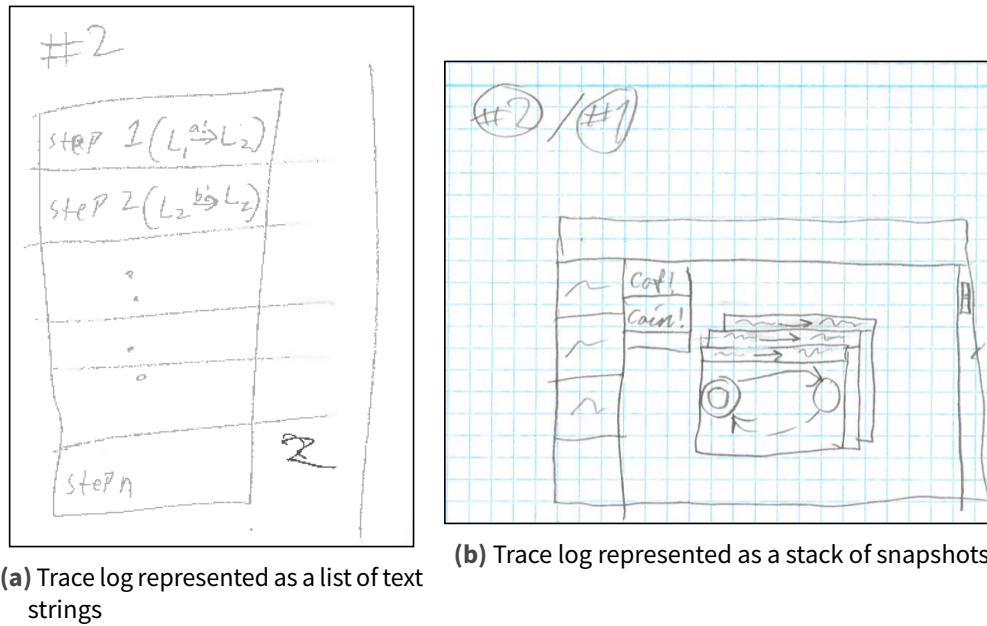 #2
step 1 (L₁ a!→ L₂)
step 2 (L₂ b!→ L₂)
step n
2
(a) Trace log represented as a list of text
strings
#2 / #1
Cof!
Coin!
(b) Trace log represented as a stack of snapshots